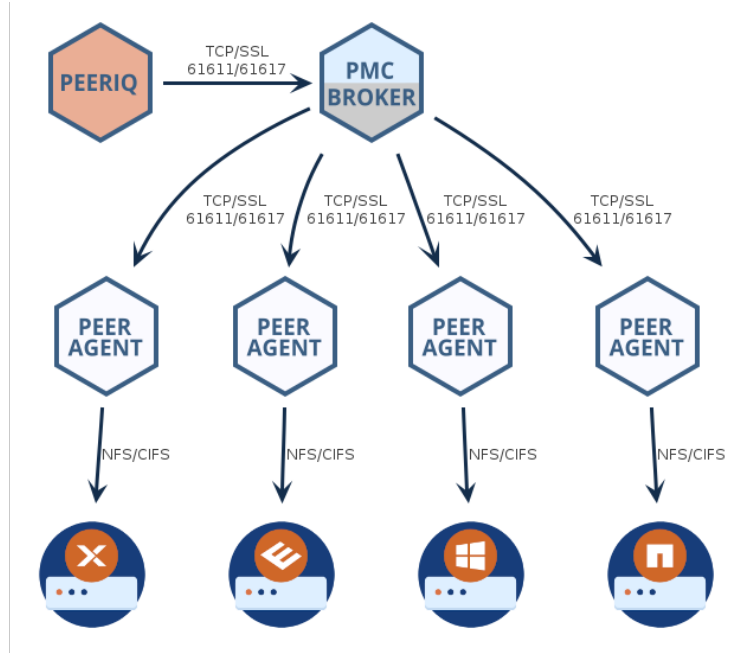 TCP/SSL
61611/61617
PEERIQ
PMC
BROKER
TCP/SSL
61611/61617
TCP/SSL
61611/61617
TCP/SSL
61611/61617
TCP/SSL
61611/61617
PEER
AGENT
PEER
AGENT
PEER
AGENT
PEER
AGENT
NFS/CIFS
NFS/CIFS
NFS/CIFS
NFS/CIFS